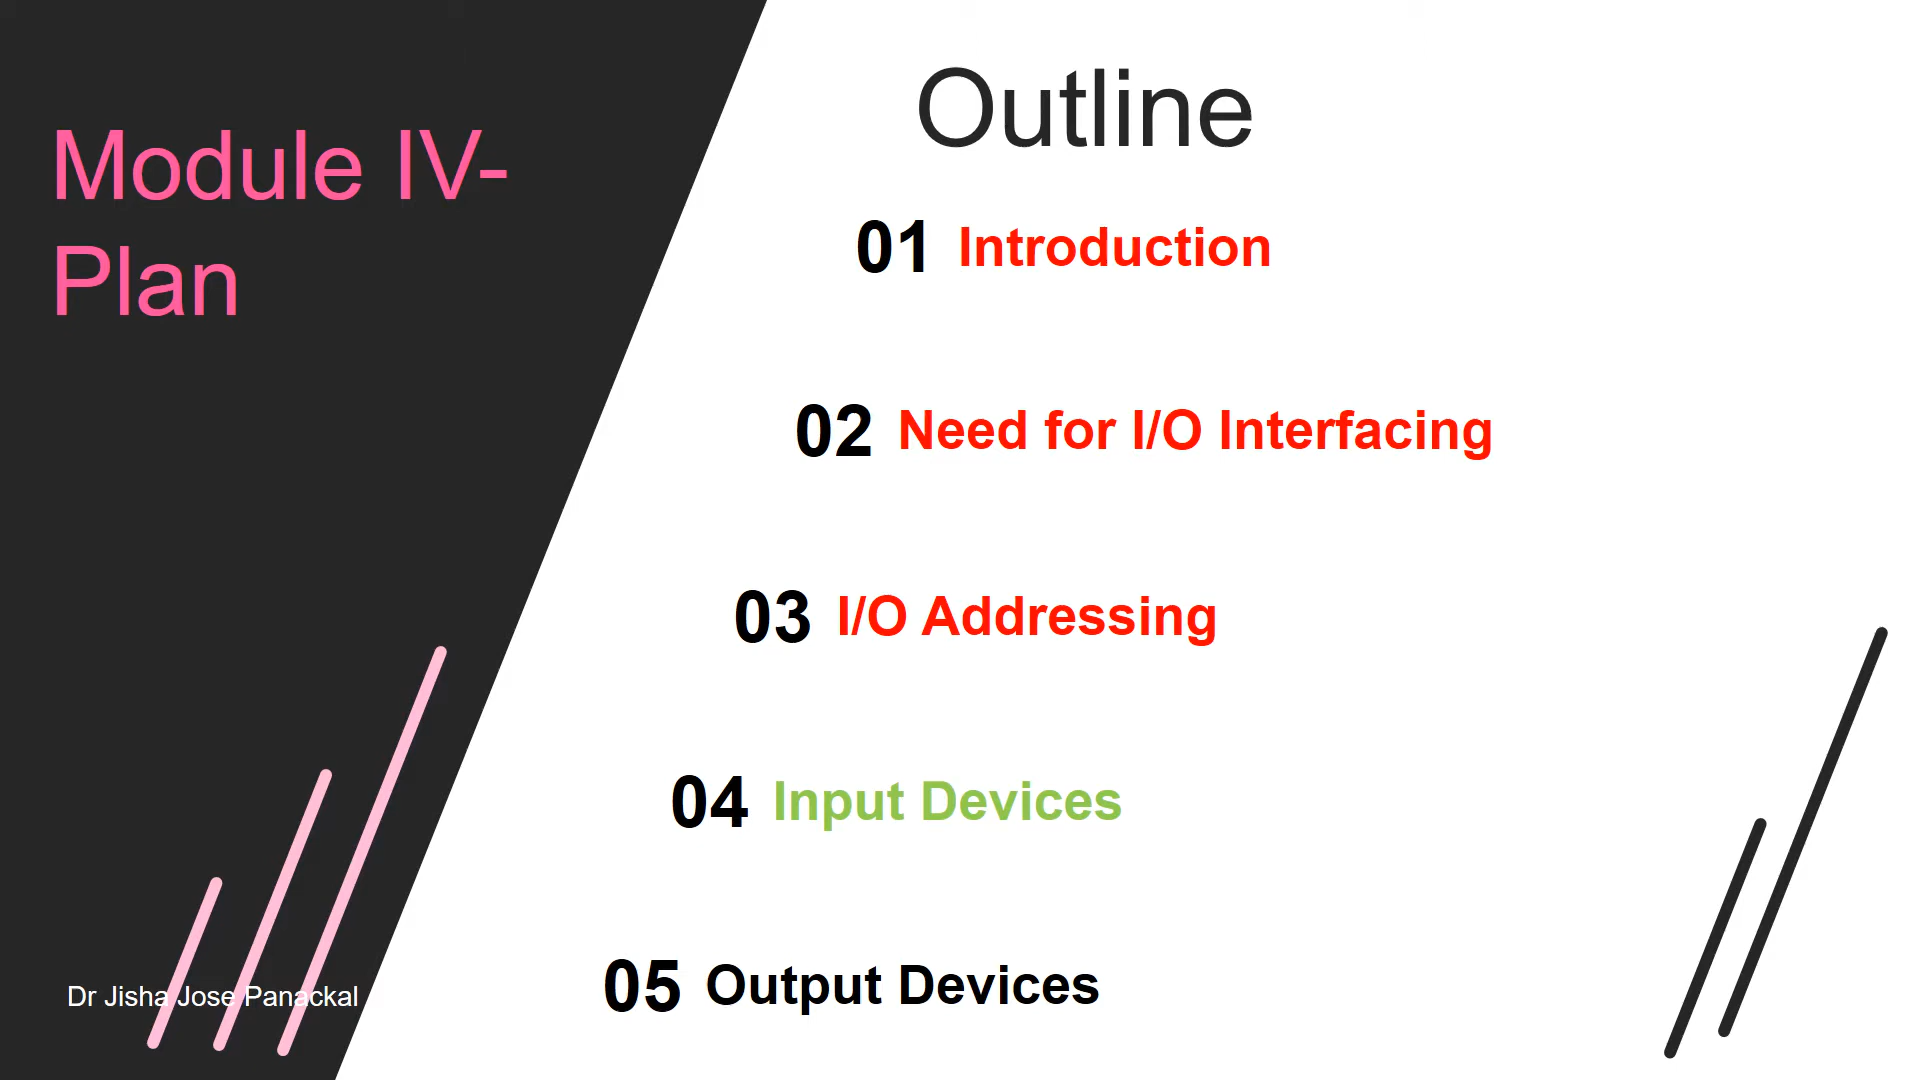 Module IV-
Plan
Outline
01 Introduction
02 Need for I/O Interfacing
03 I/O Addressing
04 Input Devices
05 Output Devices
Dr Jisha Jose Panackal